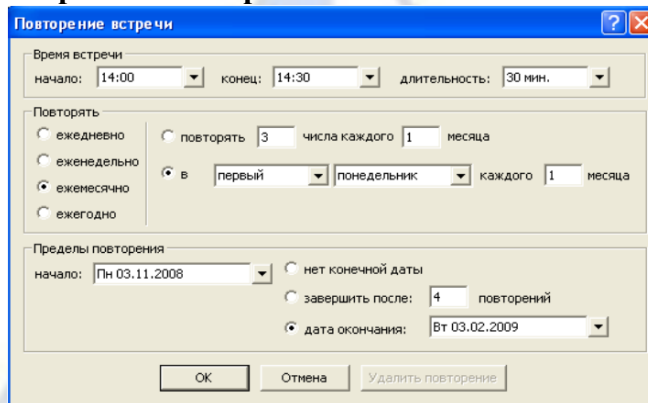 Повторение встречи
Время встречи
начало: 14:00 конец: 14:30 длительность: 30 мин.
Повторять
ежедневно
повторять 3 числа каждого 1 месяца
еженедельно
в первый понедельник каждого 1 месяца
ежемесячно
ежегодно
Пределы повторения
начало: Пн 03.11.2008
нет конечной даты
завершить после: 4 повторений
дата окончания: Вт 03.02.2009
ОК Отмена Удалить повторение